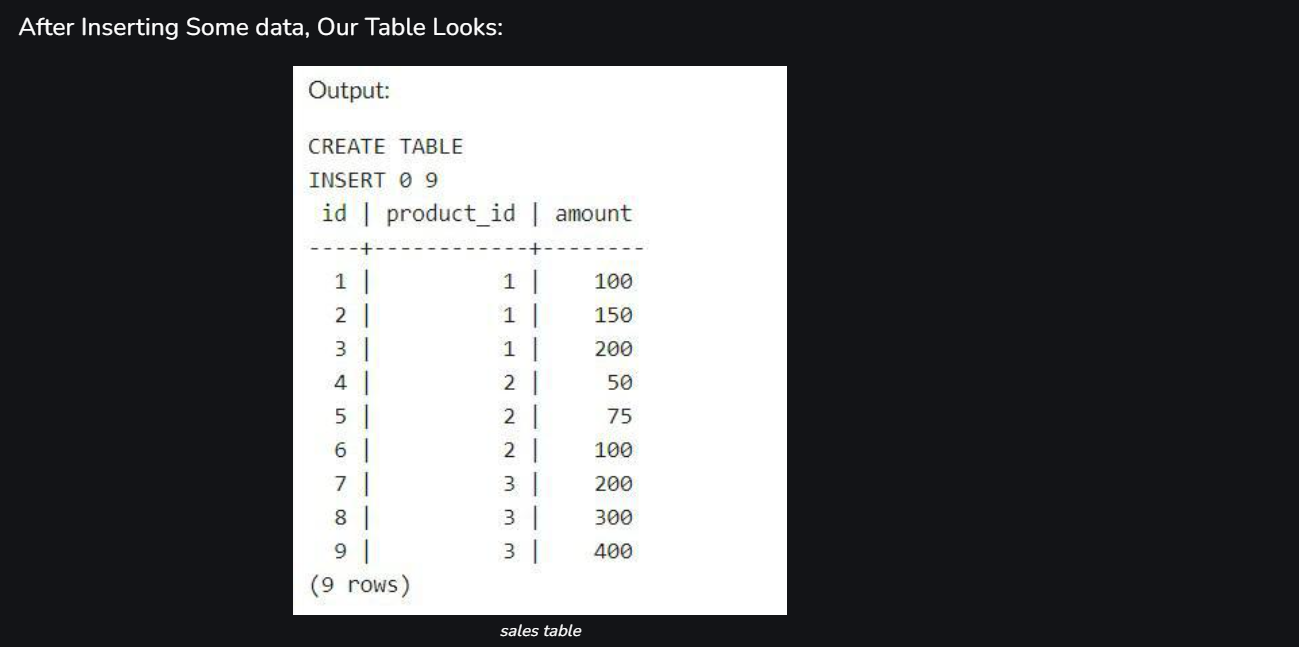 After Inserting Some data, Our Table Looks:
Output:
CREATE TABLE
INSERT 0 9
 id | product_id | amount
----+------------+--------
  1 |          1 |    100
  2 |          1 |    150
  3 |          1 |    200
  4 |          2 |     50
  5 |          2 |     75
  6 |          2 |    100
  7 |          3 |    200
  8 |          3 |    300
  9 |          3 |    400
(9 rows)
sales table